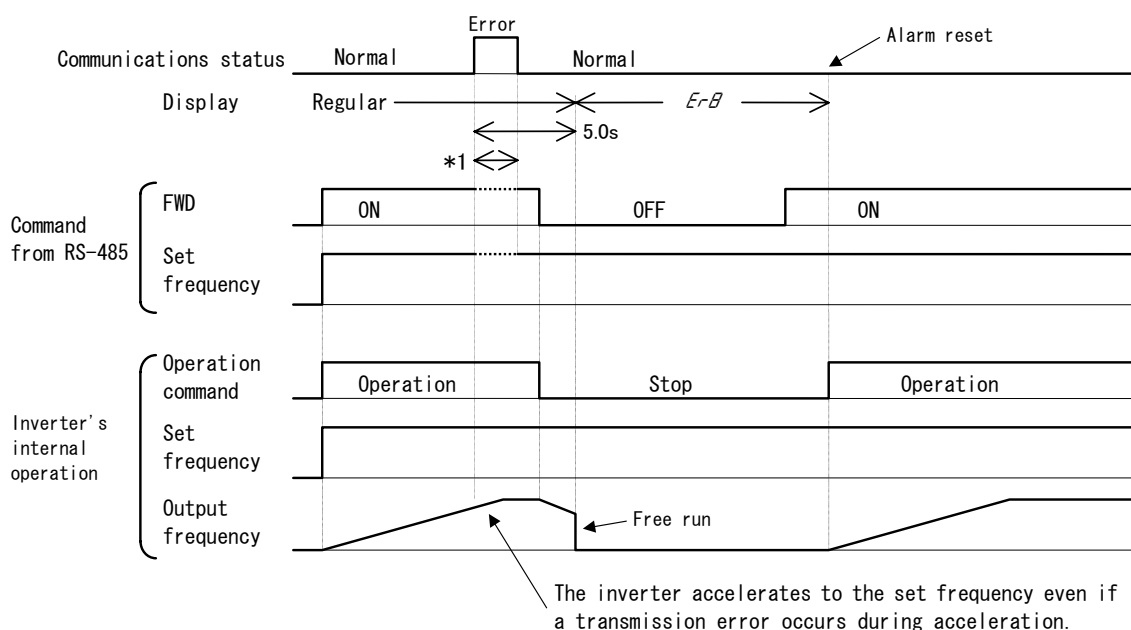 Error
Communications status
Normal
Normal
Alarm reset
Display
Regular
Er8
5.0s
*1
Command
from RS-485
FWD
ON
OFF
ON
Set
frequency
Inverter's
internal
operation
Operation
command
Operation
Stop
Operation
Set
frequency
Output
frequency
Free run
The inverter accelerates to the set frequency even if
a transmission error occurs during acceleration.